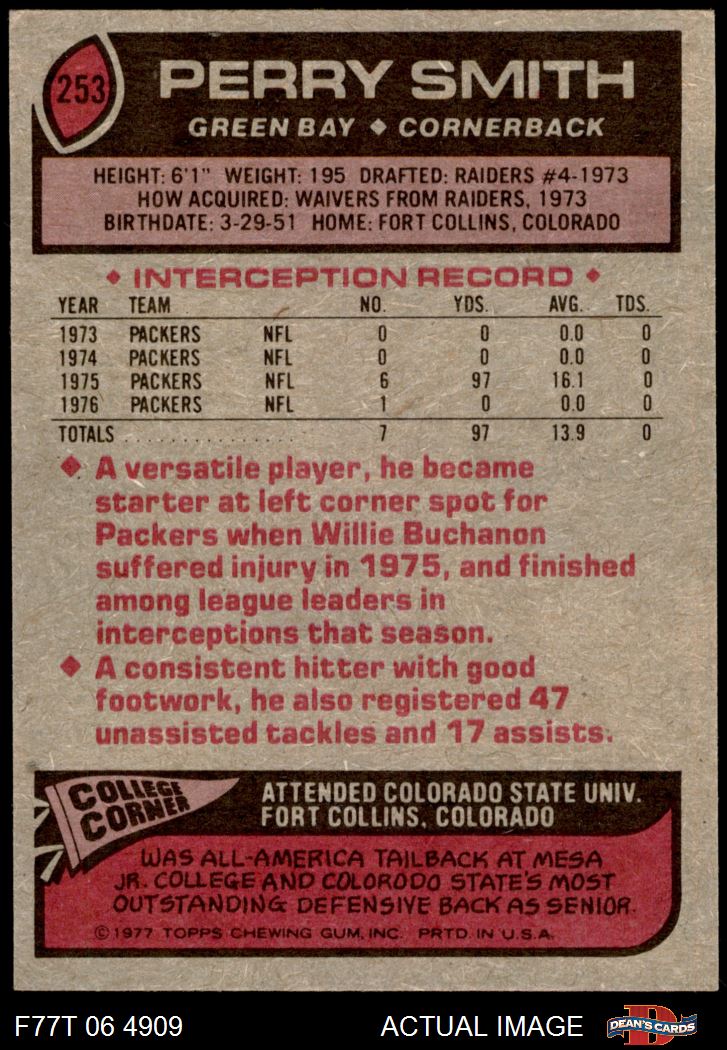 253
PERRY SMITH
GREEN BAY ◆ CORNERBACK
HEIGHT: 6'1" WEIGHT: 195 DRAFTED: RAIDERS #4-1973
HOW ACQUIRED: WAIVERS FROM RAIDERS, 1973
BIRTHDATE: 3-29-51 HOME: FORT COLLINS, COLORADO
◆ INTERCEPTION RECORD ◆
YEAR TEAM NO. YDS. AVG. TDS.
1973 PACKERS NFL 0 0 0.0 0
1974 PACKERS NFL 0 0 0.0 0
1975 PACKERS NFL 6 97 16.1 0
1976 PACKERS NFL 1 0 0.0 0
TOTALS . . . . . . . . . . . . . . . . 7 97 13.9 0
◆ A versatile player, he became
starter at left corner spot for
Packers when Willie Buchanon
suffered injury in 1975, and finished
among league leaders in
interceptions that season.
◆ A consistent hitter with good
footwork, he also registered 47
unassisted tackles and 17 assists.
COLLEGE
CORNER
ATTENDED COLORADO STATE UNIV.
FORT COLLINS, COLORADO
WAS ALL-AMERICA TAILBACK AT MESA
JR. COLLEGE AND COLORODO STATE'S MOST
OUTSTANDING DEFENSIVE BACK AS SENIOR.
©1977 TOPPS CHEWING GUM, INC. PRTD. IN U.S.A.
F77T 06 4909
ACTUAL IMAGE
D
DEAN'S CARDS